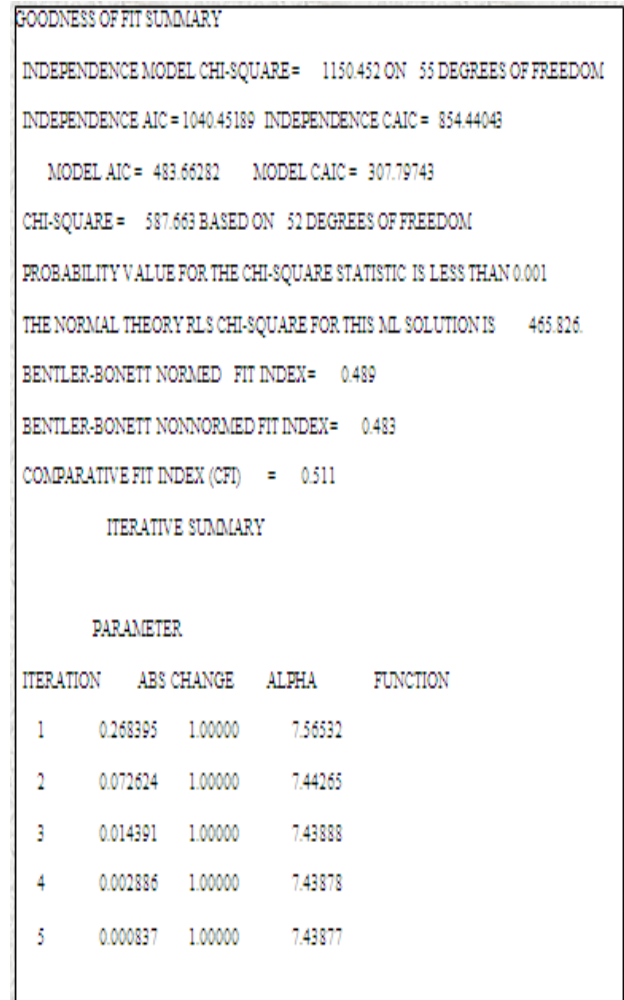 GOODNESS OF FIT SUMMARY
INDEPENDENCE MODEL CHI-SQUARE = 1150.452 ON 55 DEGREES OF FREEDOM
INDEPENDENCE AIC = 1040.45189 INDEPENDENCE CAIC = 854.44043
MODEL AIC = 483.66282 MODEL CAIC = 307.79743
CHI-SQUARE = 587.663 BASED ON 52 DEGREES OF FREEDOM
PROBABILITY VALUE FOR THE CHI-SQUARE STATISTIC IS LESS THAN 0.001
THE NORMAL THEORY RLS CHI-SQUARE FOR THIS ML SOLUTION IS 465.826.
BENTLER-BONETT NORMED FIT INDEX= 0.489
BENTLER-BONETT NONNORMED FIT INDEX= 0.483
COMPARATIVE FIT INDEX (CFI) = 0.511
ITERATIVE SUMMARY
PARAMETER
ITERATION ABS CHANGE ALPHA FUNCTION
1 0.268395 1.00000 7.56532
2 0.072624 1.00000 7.44265
3 0.014391 1.00000 7.43888
4 0.002886 1.00000 7.43878
5 0.000837 1.00000 7.43877